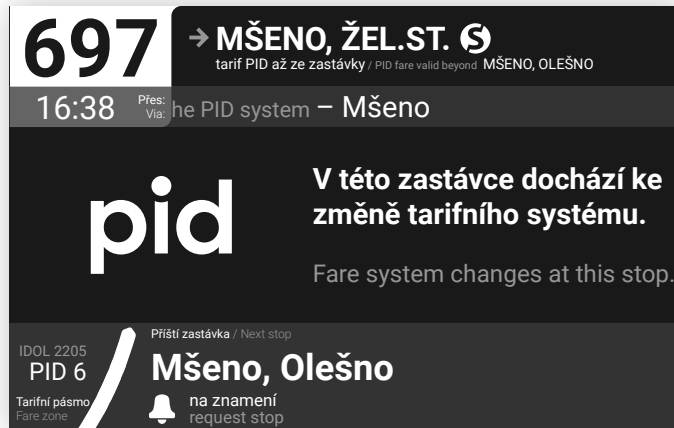 697
→ MŠENO, ŽEL.ST. S
tarif PID až ze zastávky / PID fare valid beyond MŠENO, OLEŠNO
16:38
Přes:
Via:
he PID system – Mšeno
pid
V této zastávce dochází ke
změně tarifního systému.
Fare system changes at this stop.
IDOL 2205
PID 6
Tarifní pásmo
Fare zone
Příští zastávka / Next stop
Mšeno, Olešno
na znamení
request stop